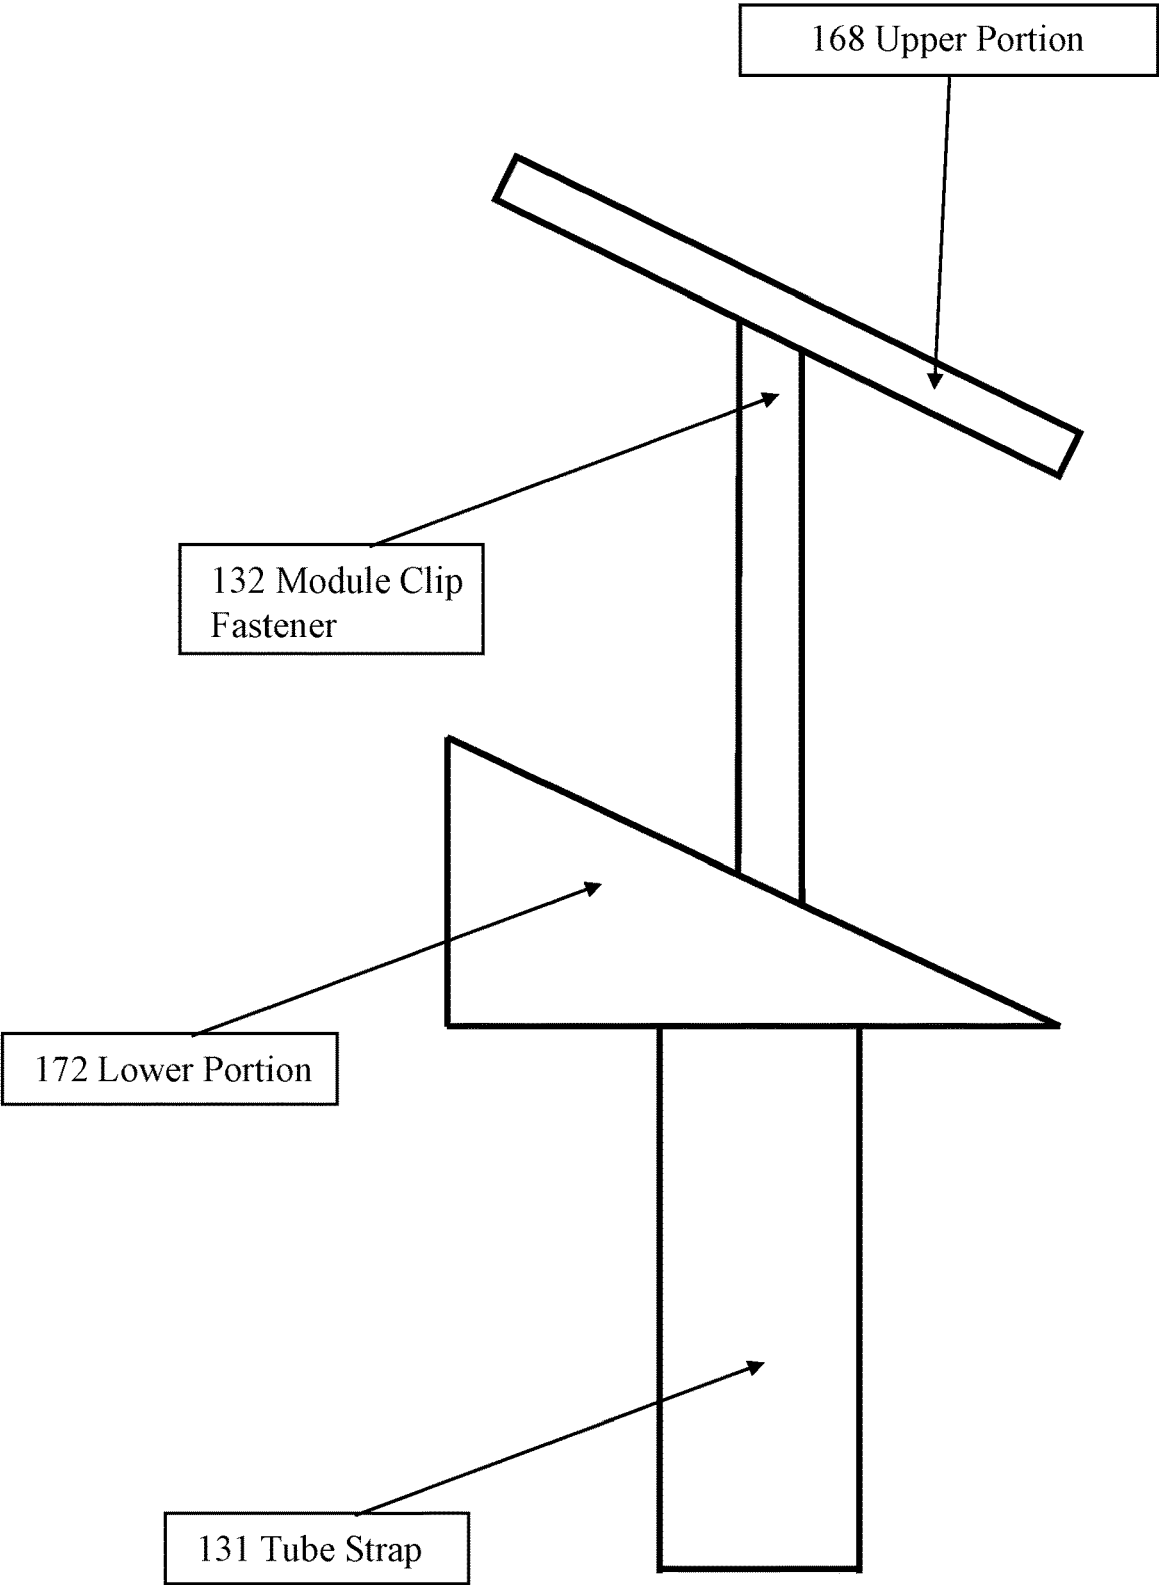 168 Upper Portion
132 Module Clip
Fastener
172 Lower Portion
131 Tube Strap